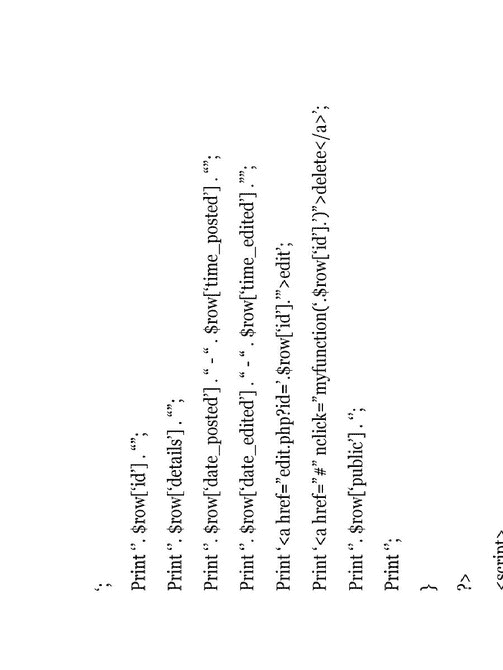 ‘;
Print ‘’. $row[‘id’] . “”;
Print ‘’. $row[‘details’] . “”;
Print ‘’. $row[‘date_posted’] . “ - “ . $row[‘time_posted’] . “”;
Print ‘’. $row[‘date_edited’] . “ - “ . $row[‘time_edited’] . ””;
Print ‘<a href=”edit.php?id=’.$row[‘id’].’”>edit’;
Print ‘<a href=”#” nclick=”myfunction(‘.$row[‘id’].’)”>delete</a>’;
Print ‘’. $row[‘public’] . ‘’;
Print ‘’;
}
?>
<script>